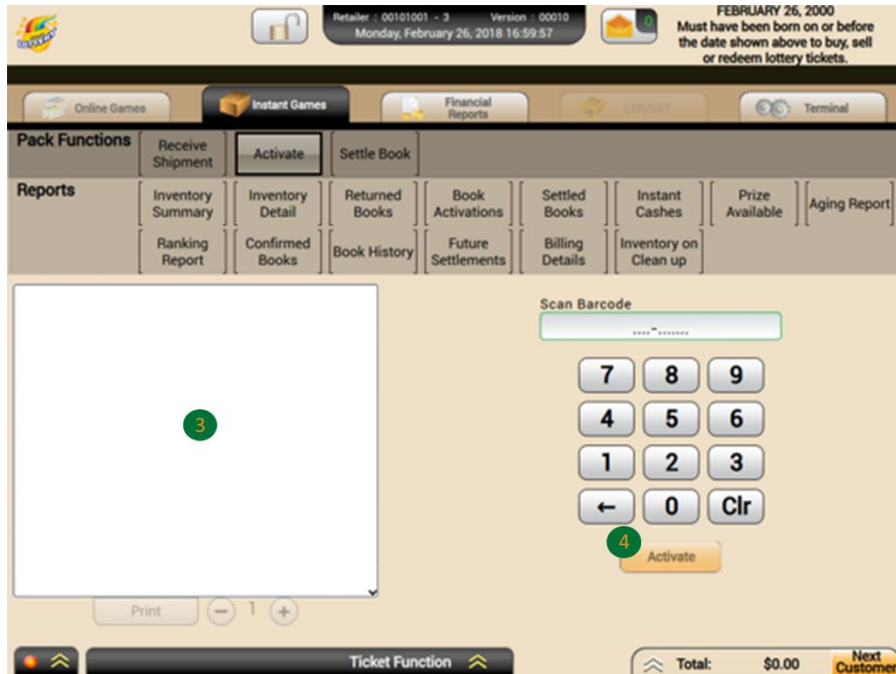 LOTTERY
Retailer : 00101001 - 3 Version : 00010
Monday, February 26, 2018 16:59:57
0
FEBRUARY 26, 2000
Must have been born on or before
the date shown above to buy, sell
or redeem lottery tickets.
Online Games
Instant Games
Financial
Reports
Terminal
Pack Functions
Receive
Shipment
Activate
Settle Book
Reports
Inventory
Summary
Inventory
Detail
Returned
Books
Book
Activations
Settled
Books
Instant
Cashes
Prize
Available
Aging Report
Ranking
Report
Confirmed
Books
Book History
Future
Settlements
Billing
Details
Inventory on
Clean up
3
Scan Barcode
....-.......
7 8 9
4 5 6
1 2 3
← 0 Clr
4
Activate
Print
1
Ticket Function
Total: $0.00
Next
Customer